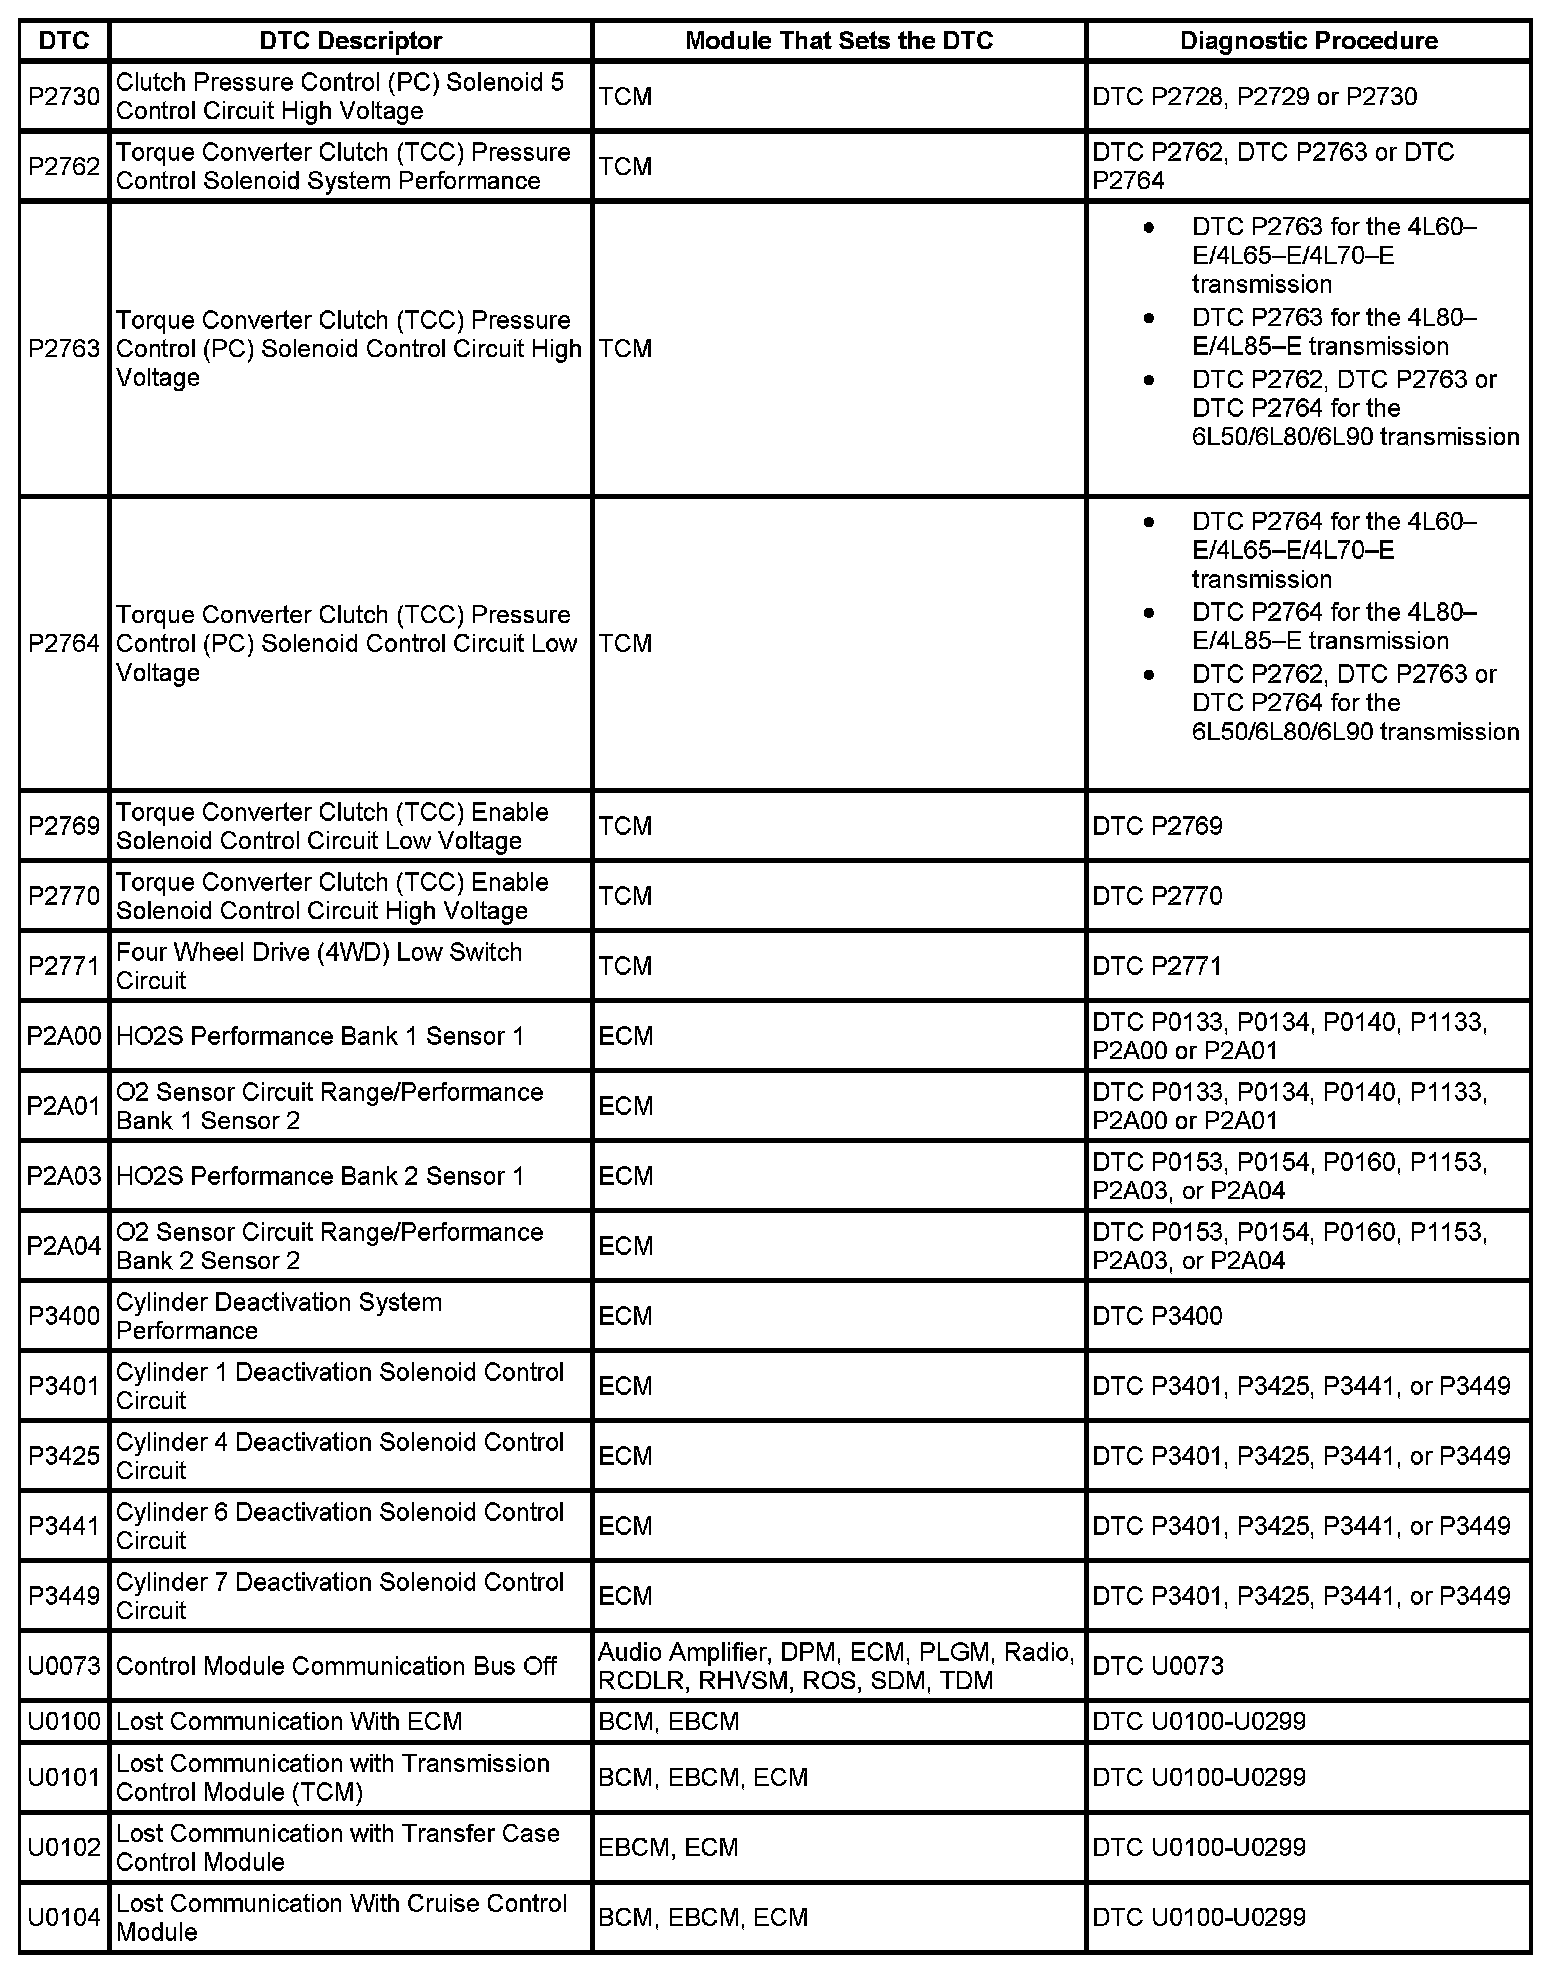 DTC DTC Descriptor Module That Sets the DTC Diagnostic Procedure
P2730
Clutch Pressure Control (PC) Solenoid 5
Control Circuit High Voltage
TCM
DTC P2728, P2729 or P2730
P2762
Torque Converter Clutch (TCC) Pressure
Control Solenoid System Performance
TCM
DTC P2762, DTC P2763 or DTC
P2764
P2763
Torque Converter Clutch (TCC) Pressure
Control (PC) Solenoid Control Circuit High
Voltage
TCM
• DTC P2763 for the 4L60–
E/4L65–E/4L70–E
transmission
• DTC P2763 for the 4L80–
E/4L85–E transmission
• DTC P2762, DTC P2763 or
DTC P2764 for the
6L50/6L80/6L90 transmission
P2764
Torque Converter Clutch (TCC) Pressure
Control (PC) Solenoid Control Circuit Low
Voltage
TCM
• DTC P2764 for the 4L60–
E/4L65–E/4L70–E
transmission
• DTC P2764 for the 4L80–
E/4L85–E transmission
• DTC P2762, DTC P2763 or
DTC P2764 for the
6L50/6L80/6L90 transmission
P2769
Torque Converter Clutch (TCC) Enable
Solenoid Control Circuit Low Voltage
TCM
DTC P2769
P2770
Torque Converter Clutch (TCC) Enable
Solenoid Control Circuit High Voltage
TCM
DTC P2770
P2771
Four Wheel Drive (4WD) Low Switch
Circuit
TCM
DTC P2771
P2A00
HO2S Performance Bank 1 Sensor 1
ECM
DTC P0133, P0134, P0140, P1133,
P2A00 or P2A01
P2A01
O2 Sensor Circuit Range/Performance
Bank 1 Sensor 2
ECM
DTC P0133, P0134, P0140, P1133,
P2A00 or P2A01
P2A03
HO2S Performance Bank 2 Sensor 1
ECM
DTC P0153, P0154, P0160, P1153,
P2A03, or P2A04
P2A04
O2 Sensor Circuit Range/Performance
Bank 2 Sensor 2
ECM
DTC P0153, P0154, P0160, P1153,
P2A03, or P2A04
P3400
Cylinder Deactivation System
Performance
ECM
DTC P3400
P3401
Cylinder 1 Deactivation Solenoid Control
Circuit
ECM
DTC P3401, P3425, P3441, or P3449
P3425
Cylinder 4 Deactivation Solenoid Control
Circuit
ECM
DTC P3401, P3425, P3441, or P3449
P3441
Cylinder 6 Deactivation Solenoid Control
Circuit
ECM
DTC P3401, P3425, P3441, or P3449
P3449
Cylinder 7 Deactivation Solenoid Control
Circuit
ECM
DTC P3401, P3425, P3441, or P3449
U0073
Control Module Communication Bus Off
Audio Amplifier, DPM, ECM, PLGM, Radio,
RCDLR, RHVSM, ROS, SDM, TDM
DTC U0073
U0100
Lost Communication With ECM
BCM, EBCM
DTC U0100-U0299
U0101
Lost Communication with Transmission
Control Module (TCM)
BCM, EBCM, ECM
DTC U0100-U0299
U0102
Lost Communication with Transfer Case
Control Module
EBCM, ECM
DTC U0100-U0299
U0104
Lost Communication With Cruise Control
Module
BCM, EBCM, ECM
DTC U0100-U0299